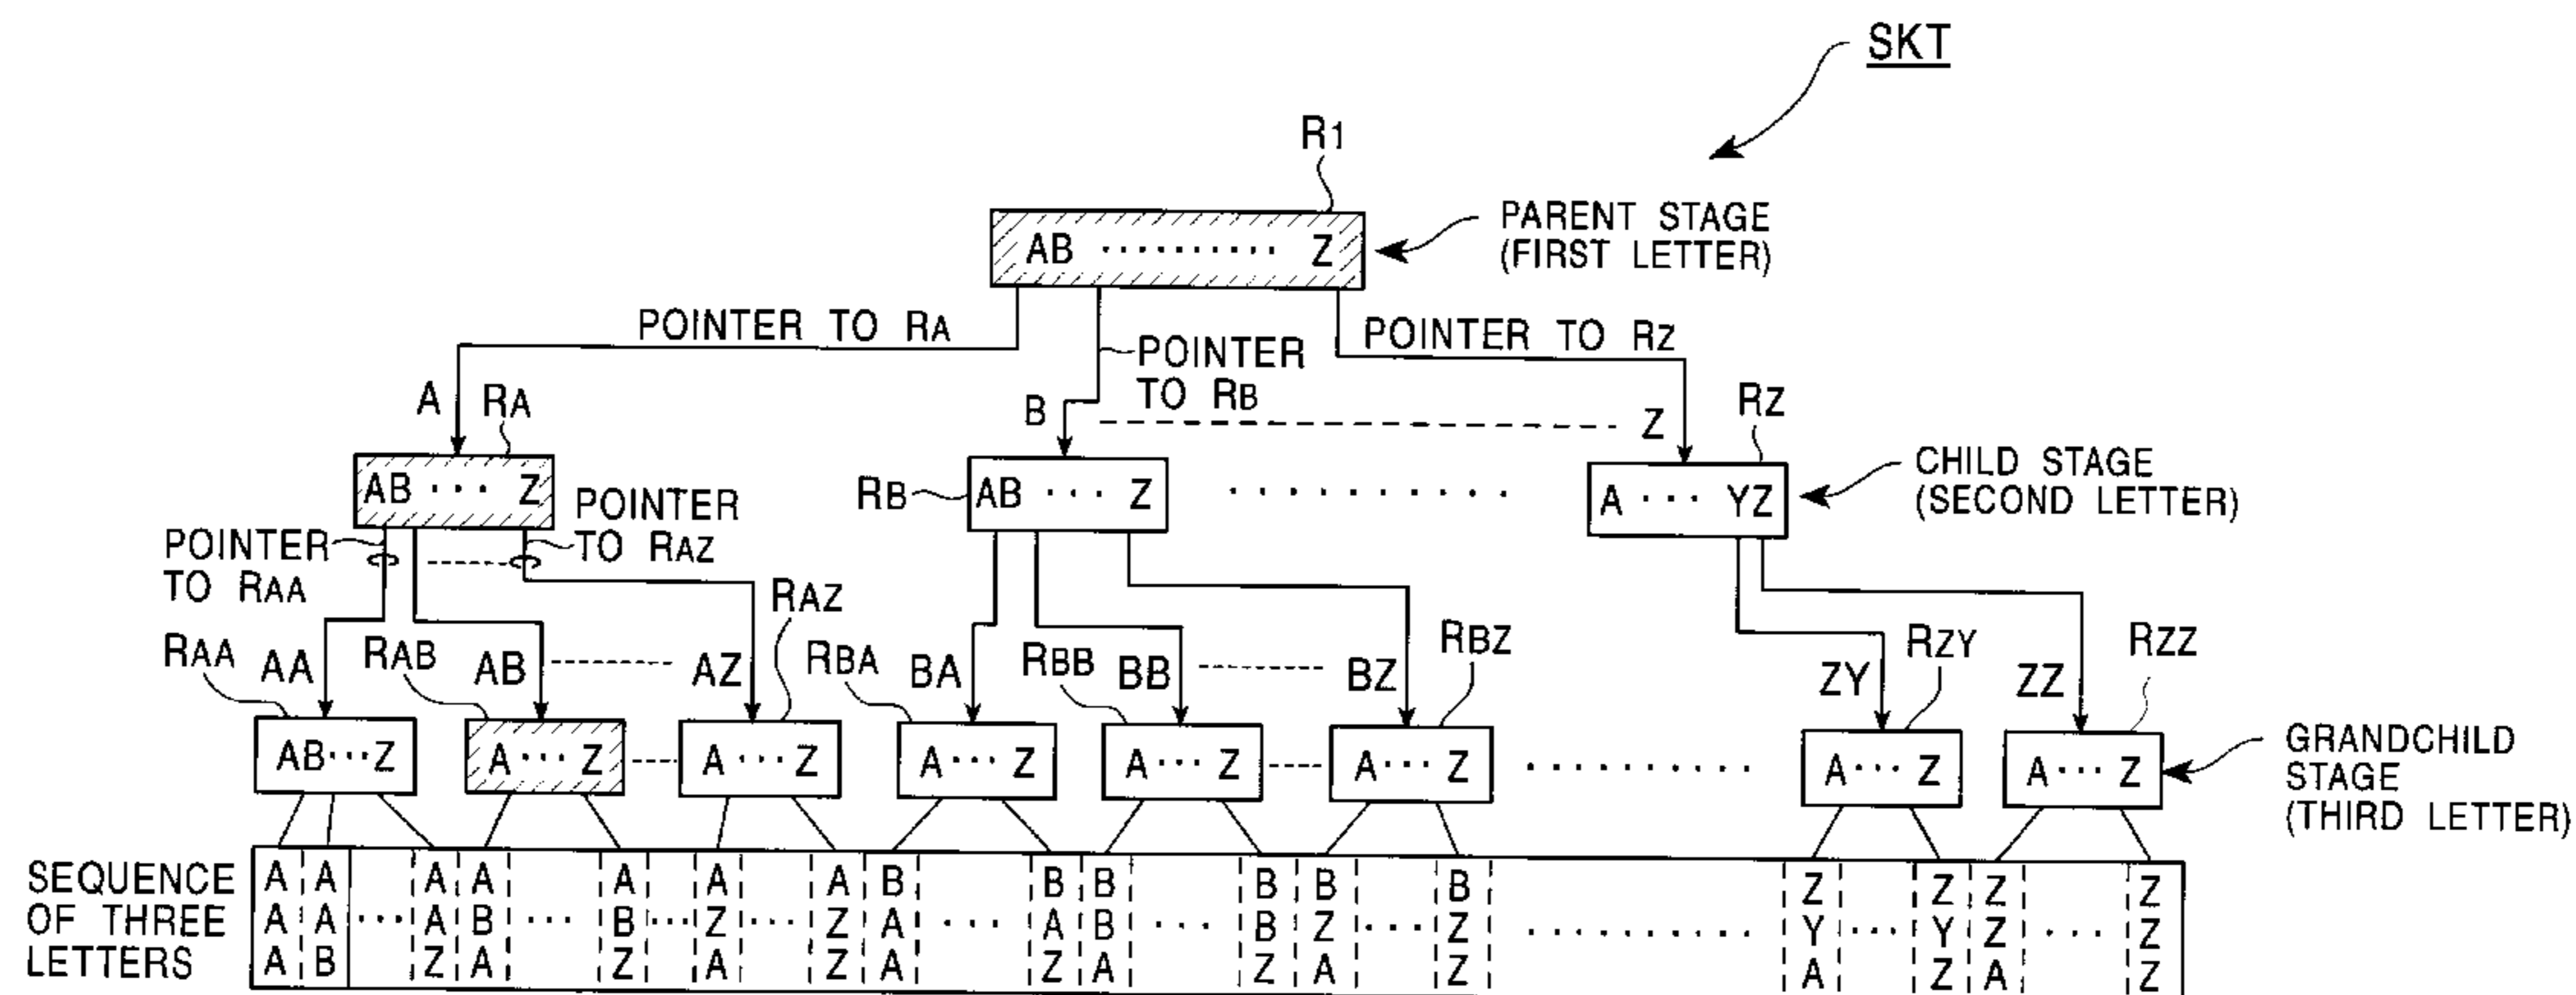 SKT
R1
AB ·········· Z
PARENT STAGE
(FIRST LETTER)
POINTER TO RA
POINTER
TO RB
POINTER TO RZ
A
RA
B
Z
RZ
AB ··· Z
RB
AB ··· Z
··········
A ··· YZ
CHILD STAGE
(SECOND LETTER)
POINTER
TO RAA
POINTER
TO RAZ
RAA
AA
RAB
AB
AZ
RAZ
RBA
BA
RBB
BB
BZ
RBZ
ZY
RZY
ZZ
RZZ
AB···Z
A··· Z
A ···Z
A··· Z
A··· Z
A··· Z
··········
A··· Z
A··· Z
GRANDCHILD
STAGE
(THIRD LETTER)
SEQUENCE
OF THREE
LETTERS
A A A A A A A B B B B B B Z Z Z Z
A A ··· A B ··· B ··· Z ··· Z A ··· A B ··· B Z ··· Z ·········· Y ··· Y Z ··· Z
A B Z A Z A Z A Z A Z A Z A Z A Z